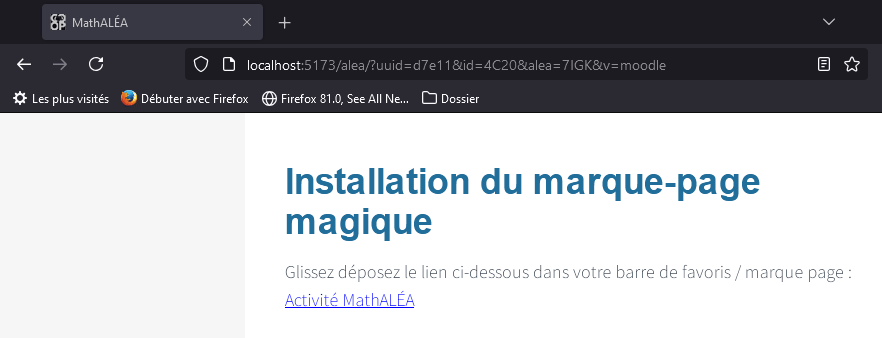 MathALÉA
localhost:5173/alea/?uuid=d7e11&id=4C20&alea=7IGK&v=moodle
Les plus visités Débuter avec Firefox Firefox 81.0, See All Ne... Dossier
Installation du marque-page
magique
Glissez déposez le lien ci-dessous dans votre barre de favoris / marque page :
Activité MathALÉA